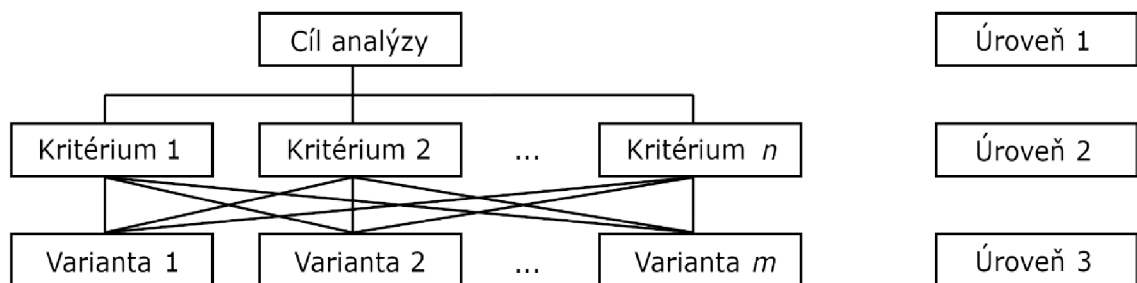 Cíl analýzy Úroveň 1
Kritérium 1 Kritérium 2 ... Kritérium n Úroveň 2
Varianta 1 Varianta 2 ... Varianta m Úroveň 3